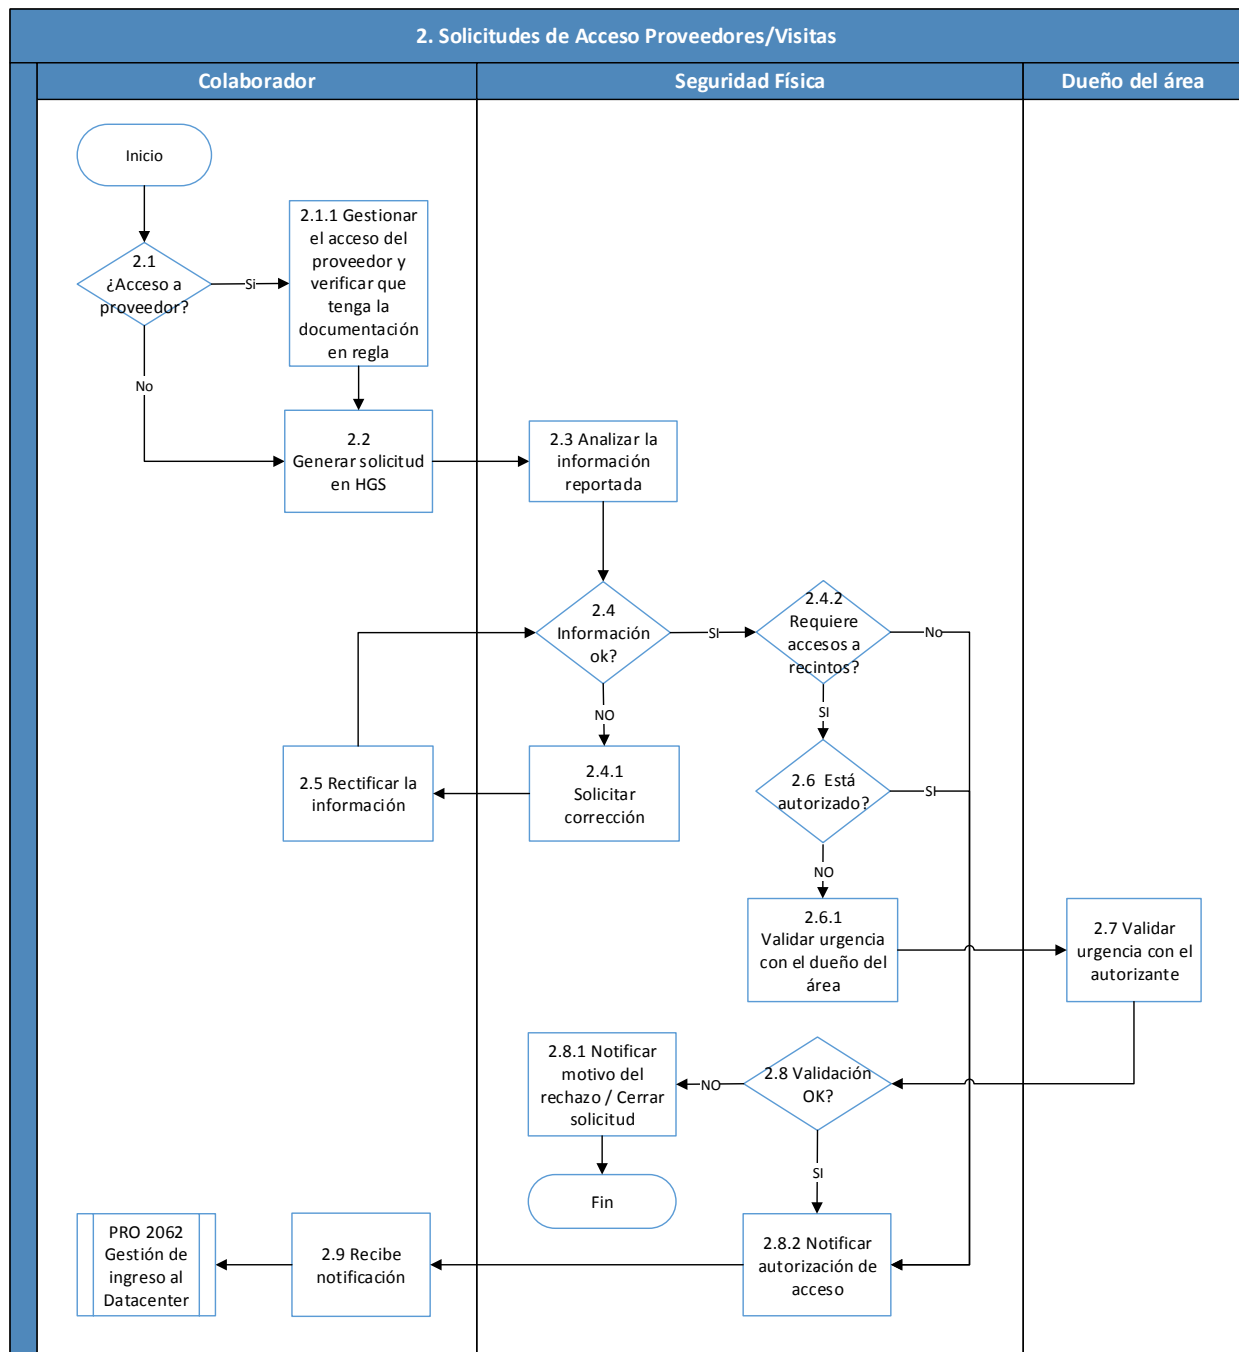 2. Solicitudes de Acceso Proveedores/Visitas
Colaborador
Seguridad Física
Dueño del área
Inicio
2.1
¿Acceso a
proveedor?
Si
2.1.1 Gestionar
el acceso del
proveedor y
verificar que
tenga la
documentación
en regla
No
2.2
Generar solicitud
en HGS
2.3 Analizar la
información
reportada
2.4
Información
ok?
SI
2.4.2
Requiere
accesos a
recintos?
No
NO
SI
2.5 Rectificar la
información
2.4.1
Solicitar
corrección
2.6 Está
autorizado?
SI
NO
2.6.1
Validar urgencia
con el dueño del
área
2.7 Validar
urgencia con el
autorizante
2.8.1 Notificar
motivo del
rechazo / Cerrar
solicitud
NO
2.8 Validación
OK?
SI
Fin
PRO 2062
Gestión de
ingreso al
Datacenter
2.9 Recibe
notificación
2.8.2 Notificar
autorización de
acceso